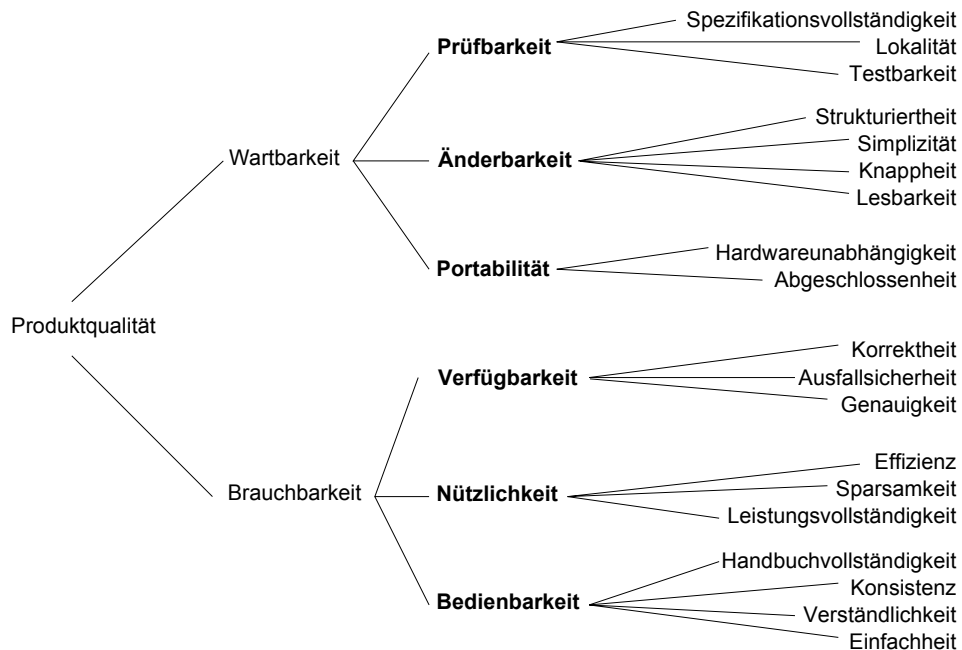 Spezifikationsvollständigkeit
Prüfbarkeit
Lokalität
Testbarkeit
Strukturiertheit
Simplizität
Wartbarkeit
Änderbarkeit
Knappheit
Lesbarkeit
Hardwareunabhängigkeit
Portabilität
Abgeschlossenheit
Produktqualität
Korrektheit
Verfügbarkeit
Ausfallsicherheit
Genauigkeit
Effizienz
Sparsamkeit
Brauchbarkeit
Nützlichkeit
Leistungsvollständigkeit
Handbuchvollständigkeit
Konsistenz
Bedienbarkeit
Verständlichkeit
Einfachheit